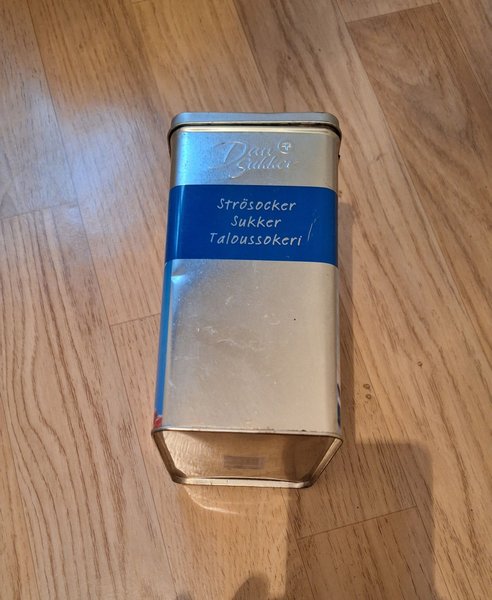 Dan
Sukker
Strösocker
Sukker
Taloussokeri